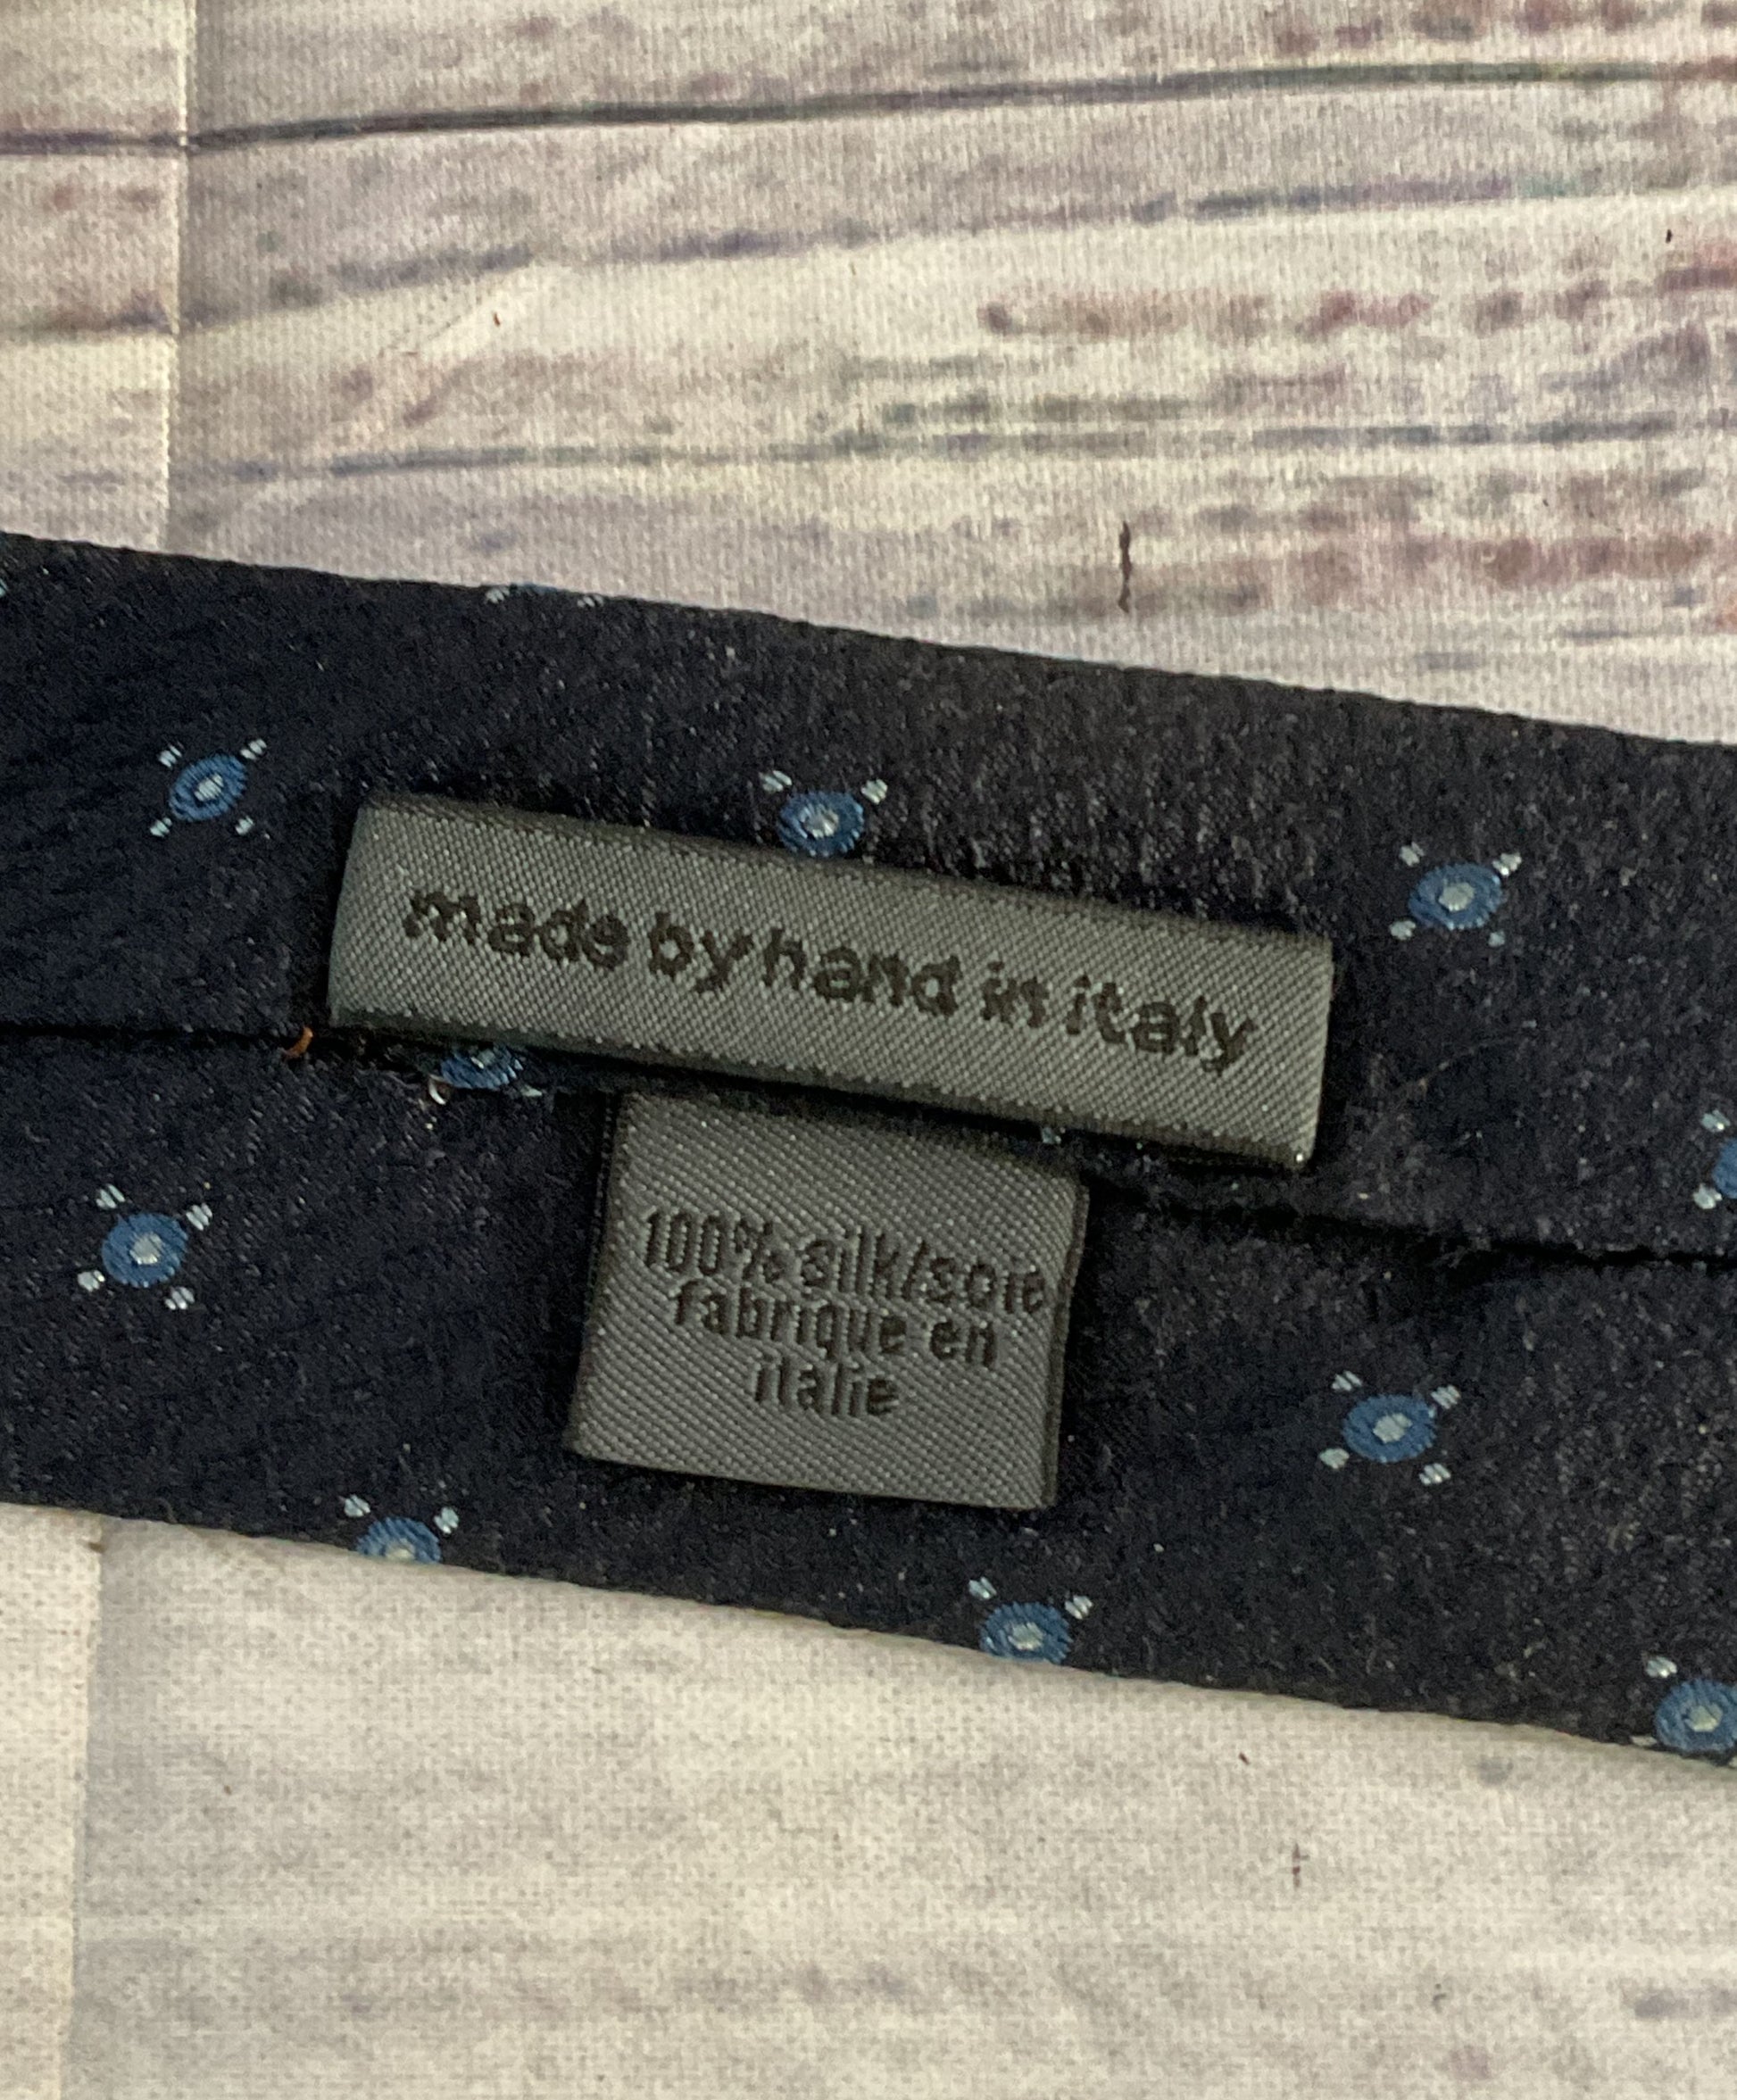 made by hand in italy
100% silk/soie
fabrique en
italie